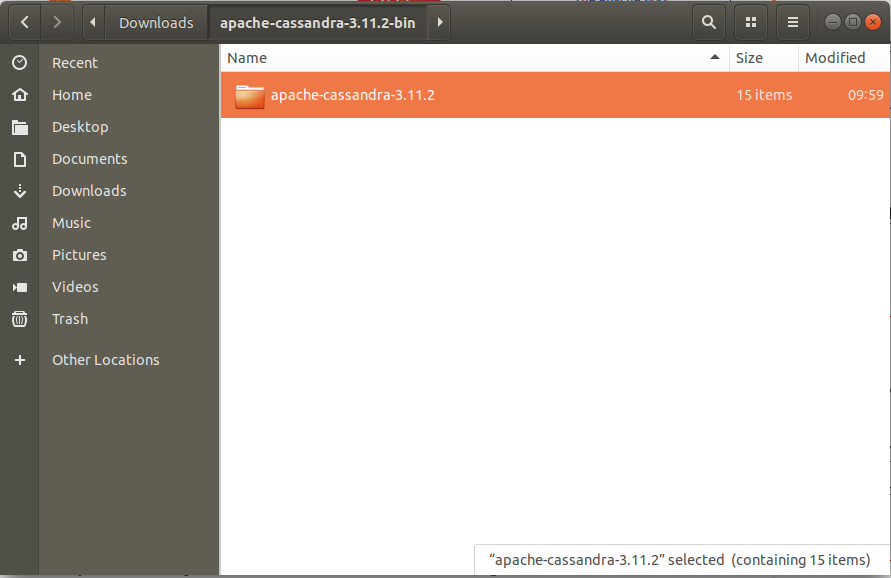 Downloads apache-cassandra-3.11.2-bin
Recent
Home
Desktop
Documents
Downloads
Music
Pictures
Videos
Trash
Other Locations
Name Size Modified
apache-cassandra-3.11.2 15 items 09:59
“apache-cassandra-3.11.2” selected (containing 15 items)